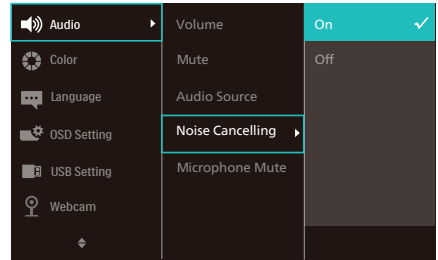 Audio
Color
Language
OSD Setting
USB Setting
Webcam
Volume
Mute
Audio Source
Noise Cancelling
Microphone Mute
On
Off